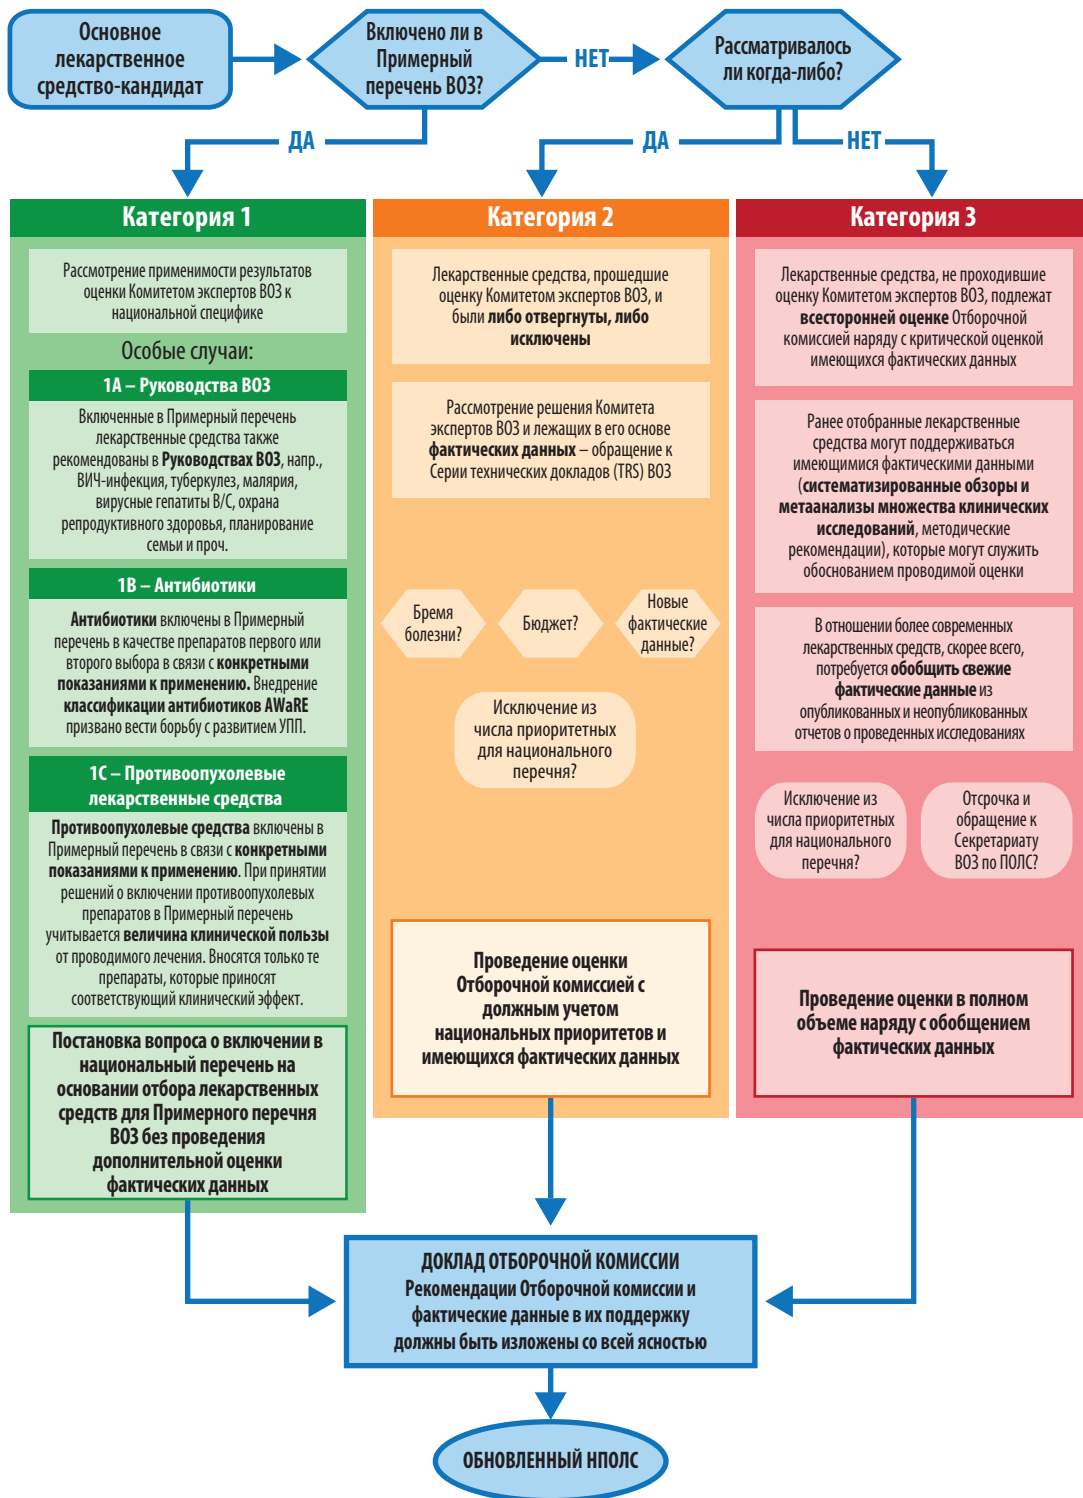 Основное
лекарственное
средство-кандидат
Включено ли в
Примерный
перечень ВОЗ?
НЕТ
Рассматривалось
ли когда-либо?
ДА
ДА
НЕТ
Категория 1
Рассмотрение применимости результатов
оценки Комитетом экспертов ВОЗ к
национальной специфике
Особые случаи:
1A – Руководства ВОЗ
Включенные в Примерный перечень
лекарственные средства также
рекомендованы в Руководствах ВОЗ, напр.,
ВИЧ-инфекция, туберкулез, малярия,
вирусные гепатиты B/C, охрана
репродуктивного здоровья, планирование
семьи и проч.
1B – Антибиотики
Антибиотики включены в Примерный
перечень в качестве препаратов первого или
второго выбора в связи с конкретными
показаниями к применению. Внедрение
классификации антибиотиков AWaRE
призвано вести борьбу с развитием УПП.
1C – Противоопухолевые
лекарственные средства
Противоопухолевые средства включены в
Примерный перечень в связи с конкретными
показаниями к применению. При принятии
решений о включении противоопухолевых
препаратов в Примерный перечень
учитывается величина клинической пользы
от проводимого лечения. Вносятся только те
препараты, которые приносят
соответствующий клинический эффект.
Постановка вопроса о включении в
национальный перечень на
основании отбора лекарственных
средств для Примерного перечня
ВОЗ без проведения
дополнительной оценки
фактических данных
Категория 2
Лекарственные средства, прошедшие
оценку Комитетом экспертов ВОЗ, и
были либо отвергнуты, либо
исключены
Рассмотрение решения Комитета
экспертов ВОЗ и лежащих в его основе
фактических данных – обращение к
Серии технических докладов (TRS) ВОЗ
Бремя
болезни?
Бюджет?
Новые
фактические
данные?
Исключение из
числа приоритетных
для национального
перечня?
Проведение оценки
Отборочной комиссией с
должным учетом
национальных приоритетов и
имеющихся фактических данных
Категория 3
Лекарственные средства, не проходившие
оценку Комитетом экспертов ВОЗ, подлежат
всесторонней оценке Отборочной
комиссией наряду с критической оценкой
имеющихся фактических данных
Ранее отобранные лекарственные
средства могут поддерживаться
имеющимися фактическими данными
(систематизированные обзоры и
метаанализы множества клинических
исследований, методические
рекомендации), которые могут служить
обоснованием проводимой оценки
В отношении более современных
лекарственных средств, скорее всего,
потребуется обобщить свежие
фактические данные из
опубликованных и неопубликованных
отчетов о проведенных исследованиях
Исключение из
числа приоритетных
для национального
перечня?
Отсрочка и
обращение к
Секретариату
ВОЗ по ПОЛС?
Проведение оценки в полном
объеме наряду с обобщением
фактических данных
ДОКЛАД ОТБОРОЧНОЙ КОМИССИИ
Рекомендации Отборочной комиссии и
фактические данные в их поддержку
должны быть изложены со всей ясностью
ОБНОВЛЕННЫЙ НПОЛС